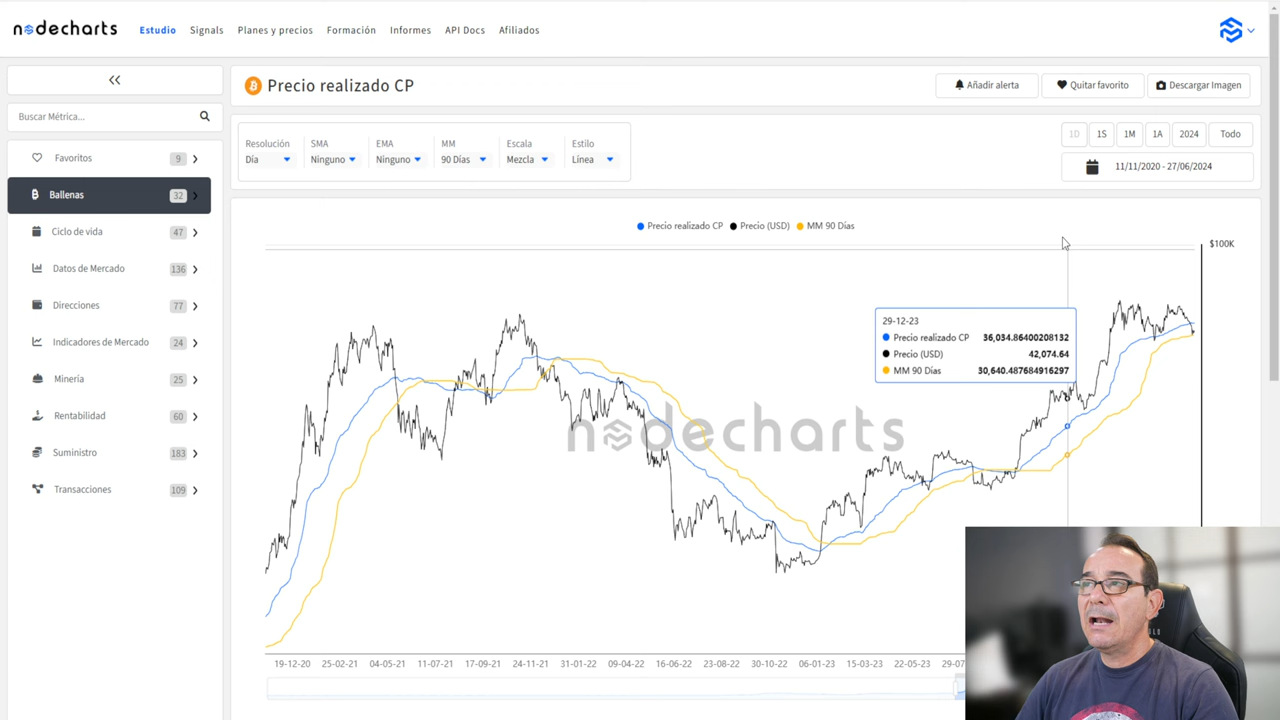 nodecharts
Estudio
Signals
Planes y precios
Formación
Informes
API Docs
Afiliados
Precio realizado CP
Añadir alerta
Quitar favorito
Descargar Imagen
Buscar Métrica...
Favoritos 9
Ballenas 32
Ciclo de vida 47
Datos de Mercado 136
Direcciones 77
Indicadores de Mercado 24
Minería 25
Rentabilidad 60
Suministro 183
Transacciones 109
Resolución
Día
SMA
Ninguno
EMA
Ninguno
MM
90 Días
Escala
Mezcla
Estilo
Línea
1D
1S
1M
1A
2024
Todo
11/11/2020 - 27/06/2024
Precio realizado CP
Precio (USD)
MM 90 Días
$100K
29-12-23
Precio realizado CP 36,034.86400208132
Precio (USD) 42,074.64
MM 90 Días 30,640.487684916297
nodecharts
19-12-20
25-02-21
04-05-21
11-07-21
17-09-21
24-11-21
31-01-22
09-04-22
16-06-22
23-08-22
30-10-22
06-01-23
15-03-23
22-05-23